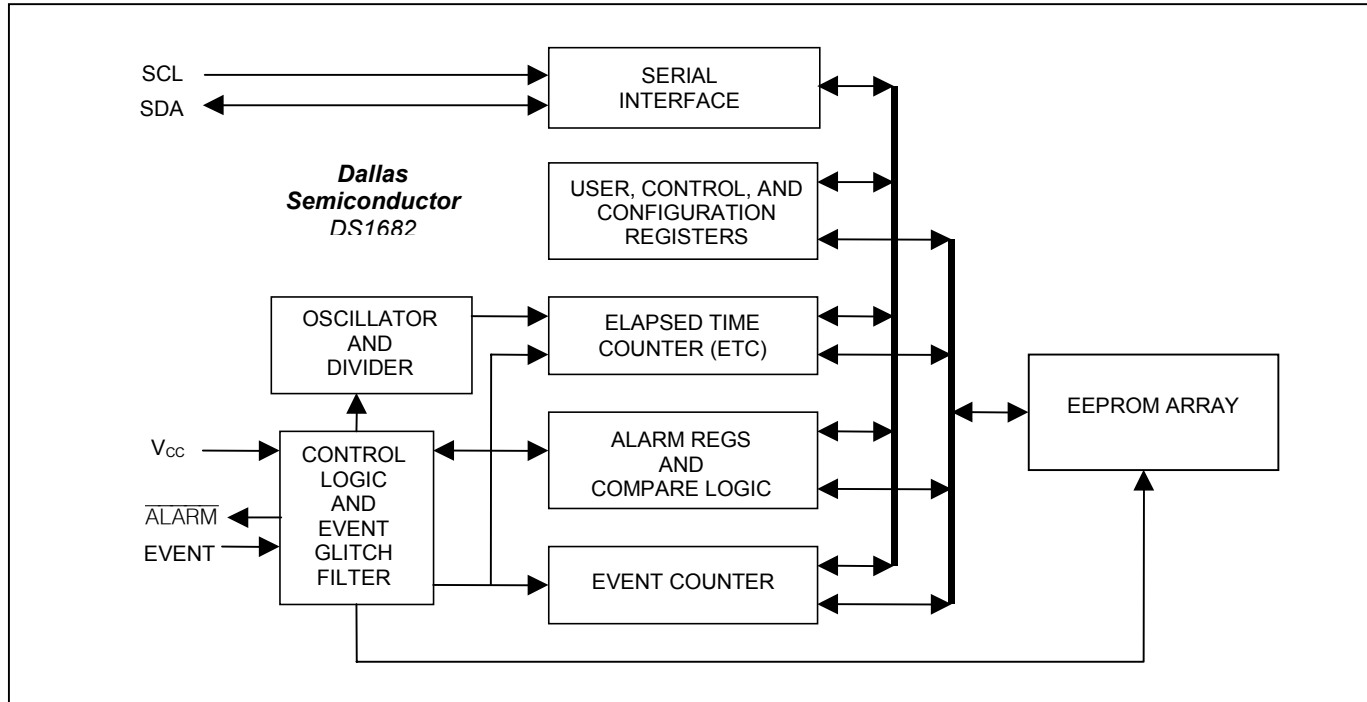 SCL
SDA
SERIAL
INTERFACE
Dallas
Semiconductor
DS1682
USER, CONTROL, AND
CONFIGURATION
REGISTERS
OSCILLATOR
AND
DIVIDER
ELAPSED TIME
COUNTER (ETC)
EEPROM ARRAY
VCC
ALARM
EVENT
CONTROL
LOGIC
AND
EVENT
GLITCH
FILTER
ALARM REGS
AND
COMPARE LOGIC
EVENT COUNTER